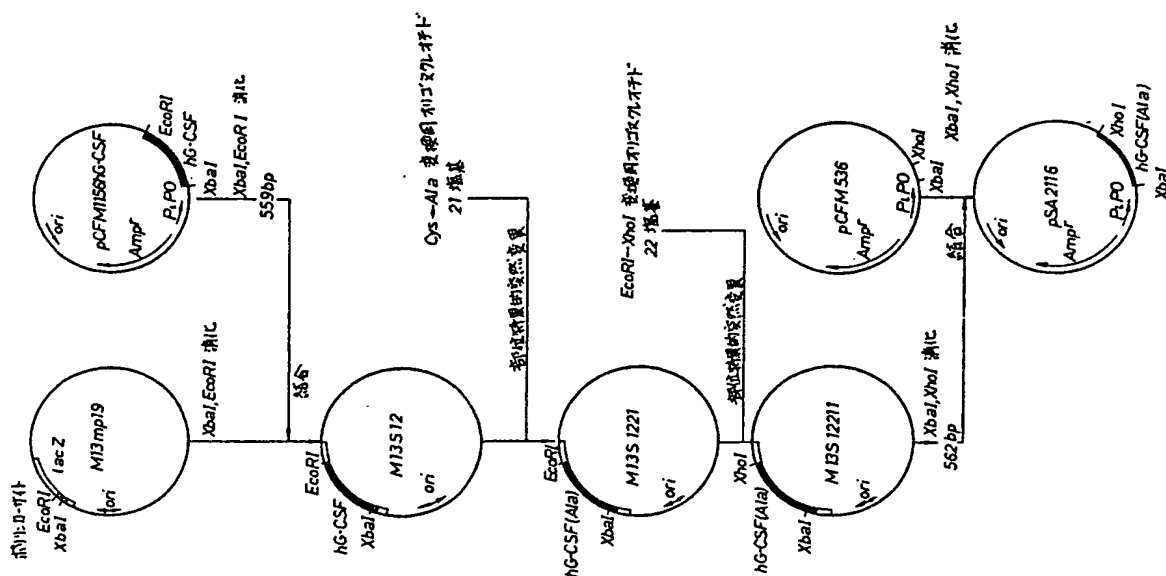 ポリリンカーサイト
EcoRI
XbaI
lacZ
M13mp19
ori
XbaI,EcoRI 消化
ori
pCFM1156hG-CSF
Ampr
PLPO
EcoRI
hG-CSF
XbaI
XbaI,EcoRI 消化
559bp
結合
EcoRI
hG-CSF
XbaI
M13S12
ori
Cys→Ala 変換用オリゴヌクレオチド
21 塩基
部位特異的突然変異
EcoRI
hG-CSF(Ala)
XbaI
M13S1221
ori
EcoRI→XhoI 変換用オリゴヌクレオチド
22 塩基
部位特異的突然変異
XhoI
hG-CSF(Ala)
XbaI
M13S12211
ori
XbaI,XhoI 消化
562bp
ori
pCFM536
Ampr
PLPO
XhoI
XbaI
XbaI,XhoI 消化
結合
ori
pSA2116
Ampr
PLPO
XhoI
hG-CSF(Ala)
XbaI